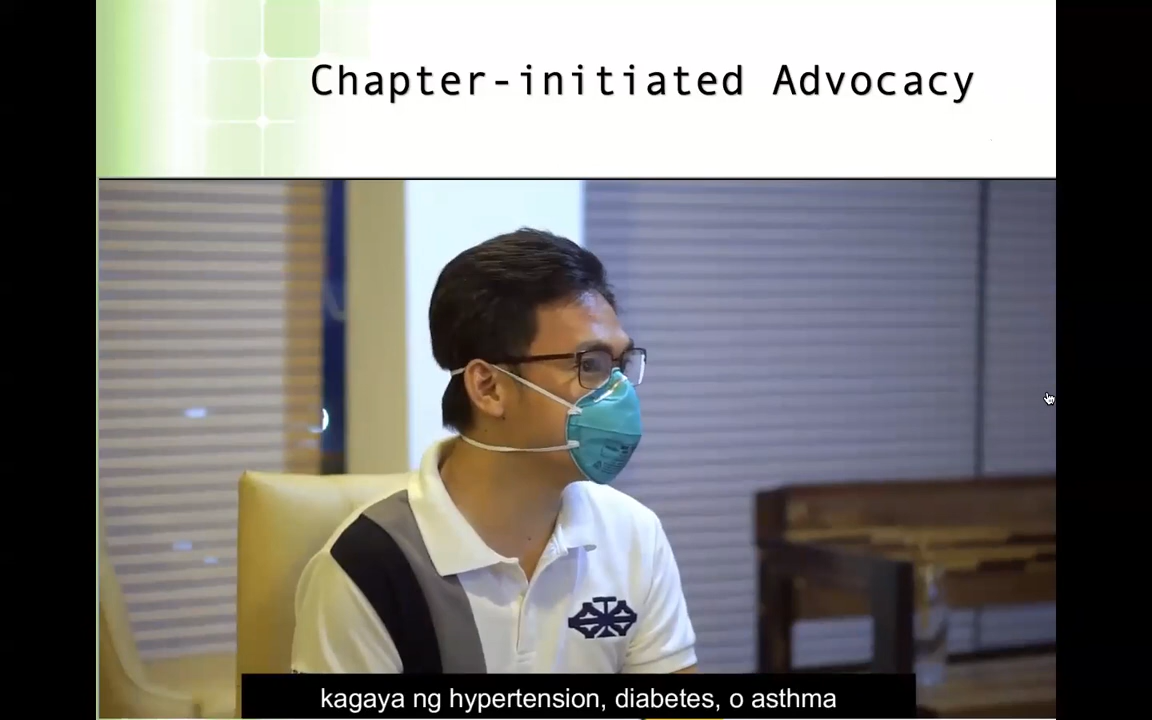 Chapter-initiated Advocacy
kagaya ng hypertension, diabetes, o asthma